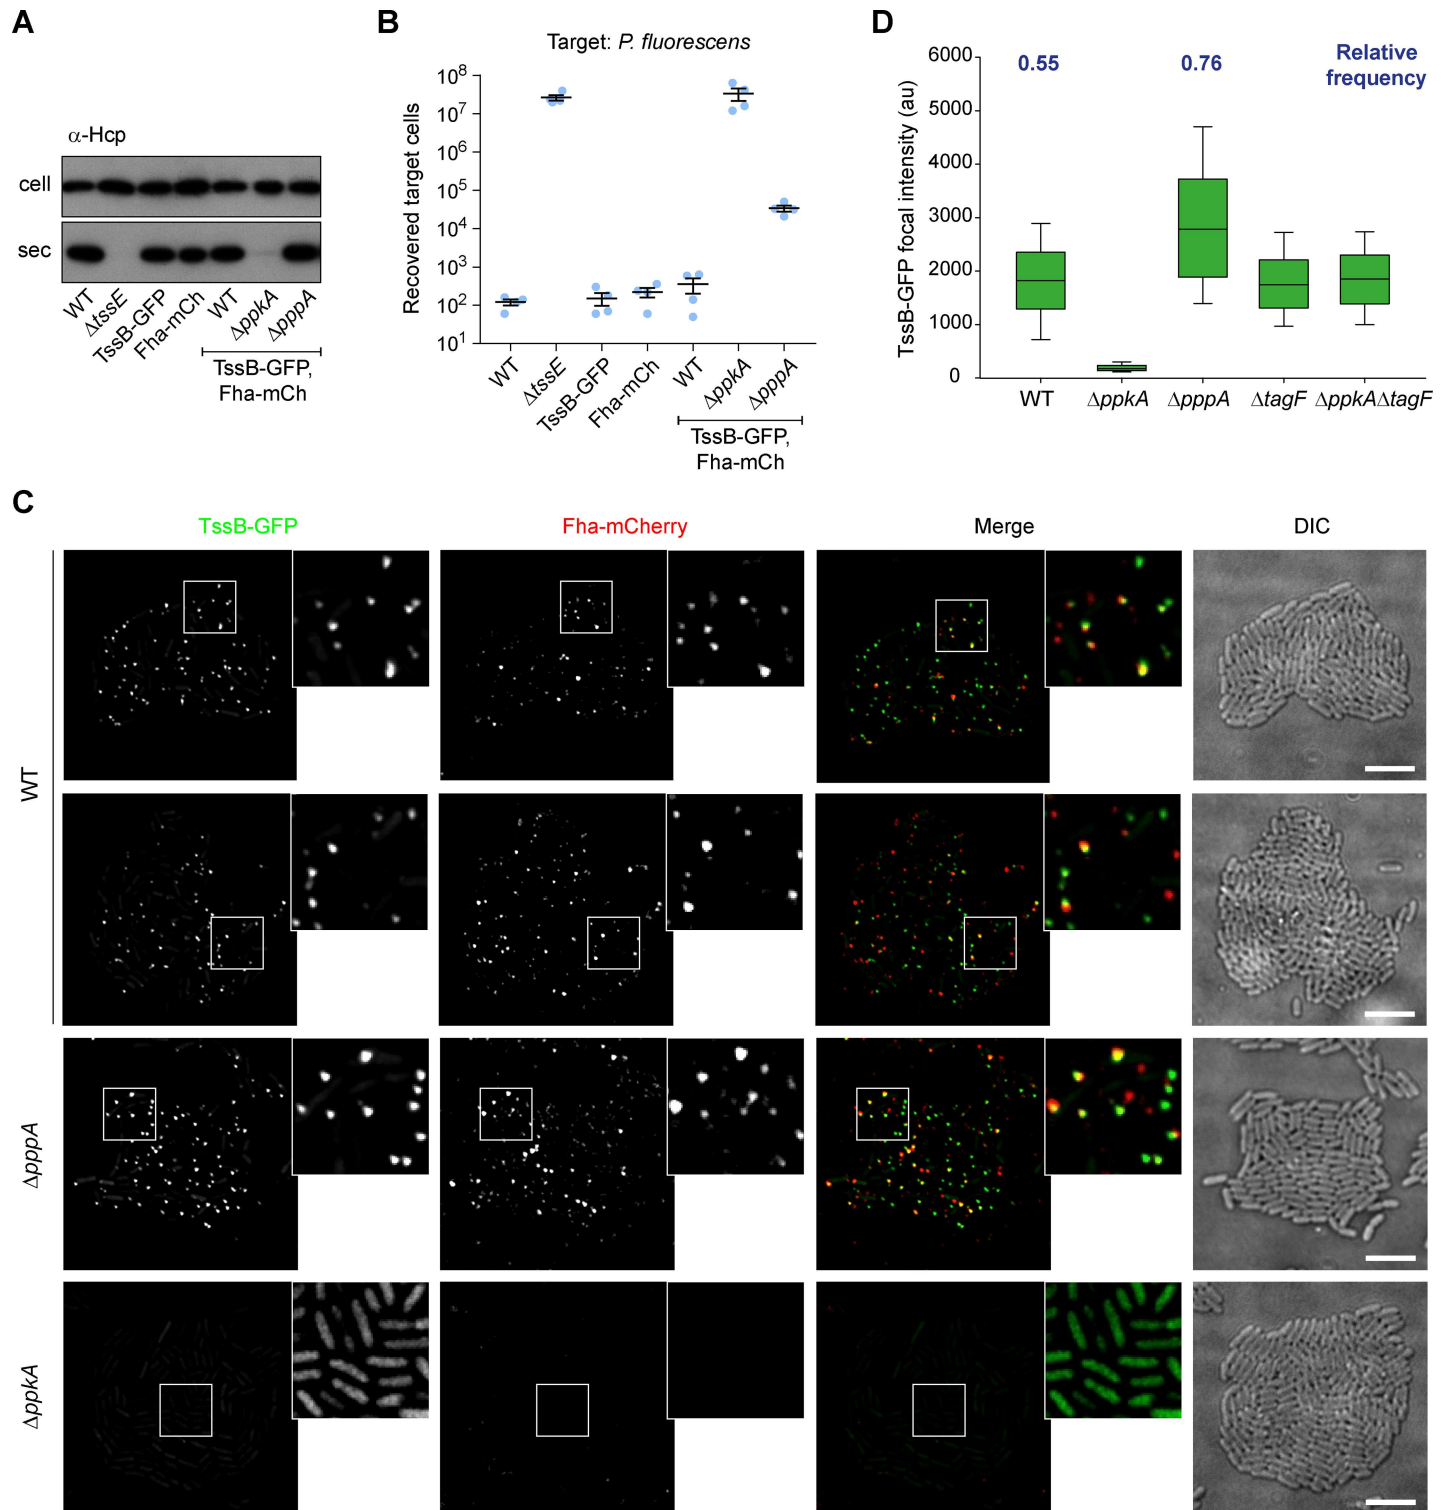 A
α-Hcp
cell
sec
WT
ΔtssE
TssB-GFP
Fha-mCh
WT
ΔppkA
ΔpppA
TssB-GFP,
Fha-mCh
B
Target: P. fluorescens
Recovered target cells
10⁸
10⁷
10⁶
10⁵
10⁴
10³
10²
10¹
WT
ΔtssE
TssB-GFP
Fha-mCh
WT
ΔppkA
ΔpppA
TssB-GFP,
Fha-mCh
D
TssB-GFP focal intensity (au)
6000
5000
4000
3000
2000
1000
0
0.55
0.76
Relative
frequency
WT
ΔppkA
ΔpppA
ΔtagF
ΔppkAΔtagF
C
TssB-GFP
Fha-mCherry
Merge
DIC
WT
ΔpppA
ΔppkA